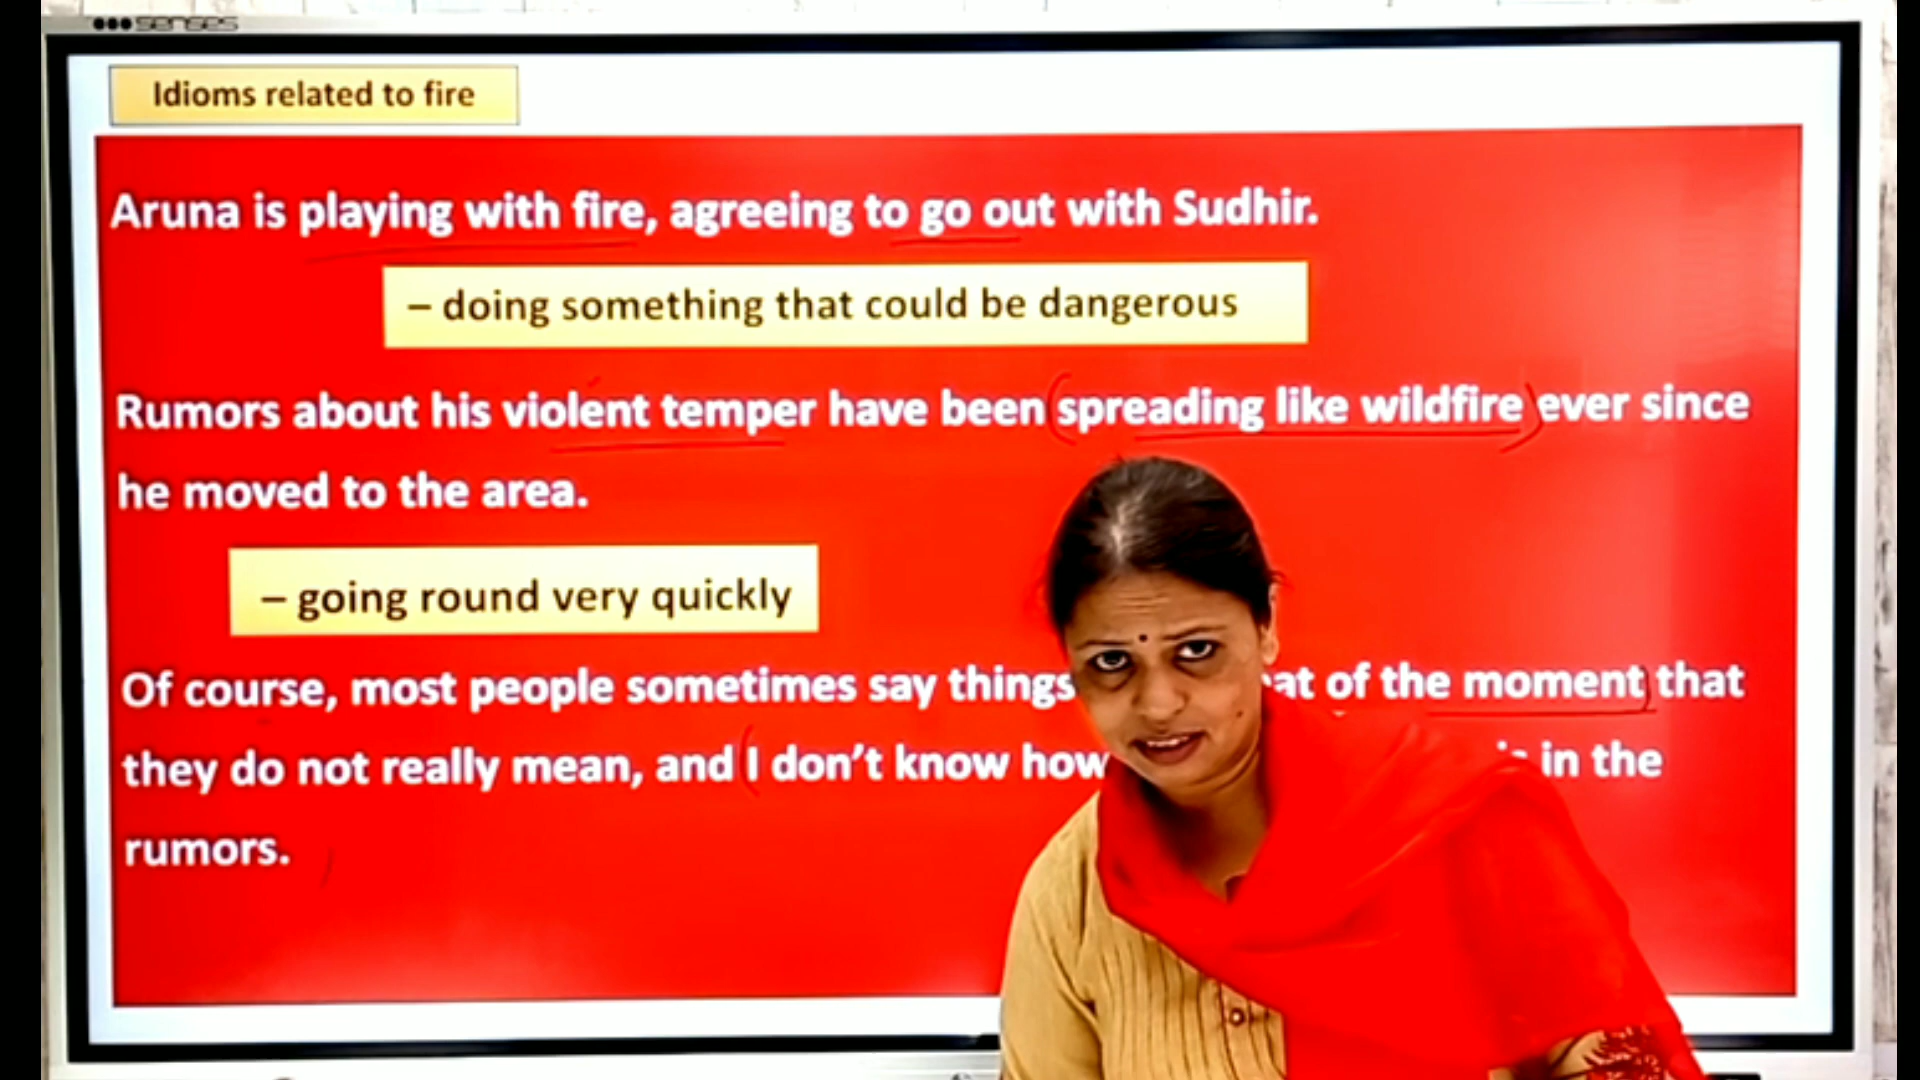 senses
Idioms related to fire
Aruna is playing with fire, agreeing to go out with Sudhir.
– doing something that could be dangerous
Rumors about his violent temper have been spreading like wildfire ever since
he moved to the area.
– going round very quickly
Of course, most people sometimes say things of the moment that
they do not really mean, and I don’t know how in the
rumors.